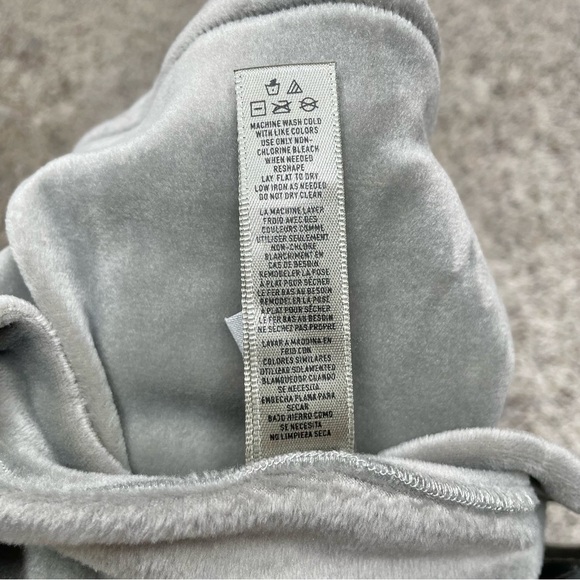 MACHINE WASH COLD
WITH LIKE COLORS
USE ONLY NON-
CHLORINE BLEACH
WHEN NEEDED
RESHAPE
LAY FLAT TO DRY
LOW IRON AS NEEDED
DO NOT DRY CLEAN
LA MACHINE LAVER
FROID AVEC DES
COULEURS COMME
UTILISER SEULEMENT
NON-CHLORE
BLANCHIMENT EN
CAS DE BESOIN
REMODELER LA POSE
À PLAT POUR SÉCHER
LE FER BAS AU BESOIN
REMODELER LA POSE
À PLAT POUR SÉCHER
LE FER BAS AU BESOIN
NE SÉCHEZ PAS PROPRE
LAVAR A MADDINA EN
FRIO CON
COLORES SIMILARES
UTILIZAR SOLAMENTED
BLANQUEDOR CUANDO
SE NECESITA
ENSECHA PLANA PARA
SECAR
BAJO HIERRO COMO
SE NECESITA
NO LIMPIEZA SECA